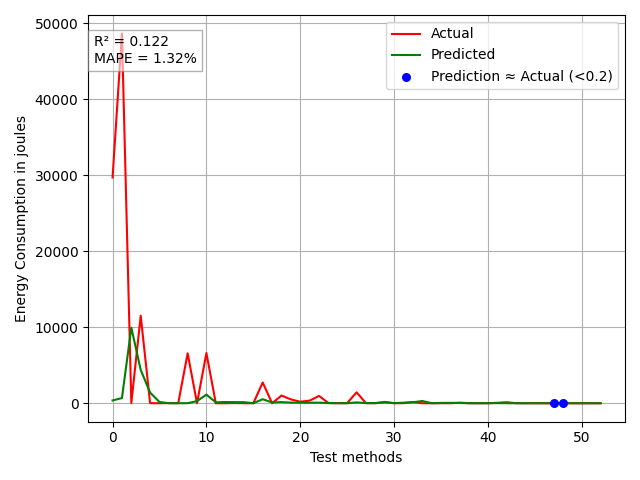 R² = 0.122
MAPE = 1.32%
Actual
Predicted
Prediction ≈ Actual (<0.2)
Energy Consumption in joules
50000
40000
30000
20000
10000
0
0 10 20 30 40 50
Test methods